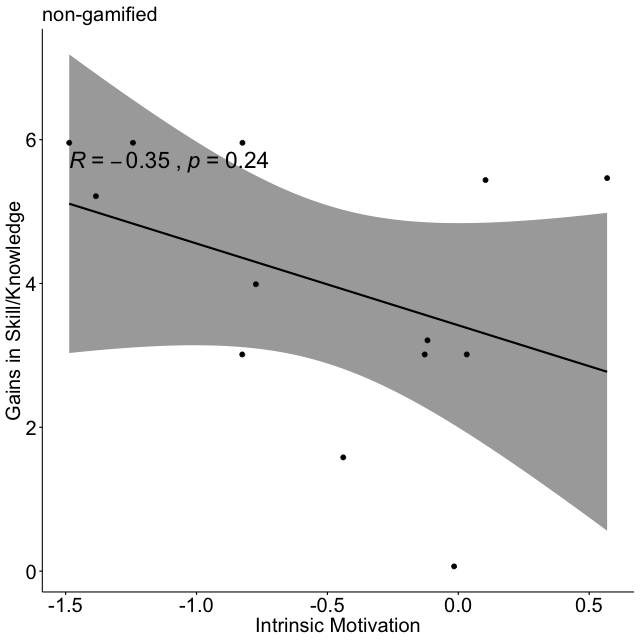 non-gamified
R = −0.35 , p = 0.24
6
4
2
0
Gains in Skill/Knowledge
-1.5 -1.0 -0.5 0.0 0.5
Intrinsic Motivation